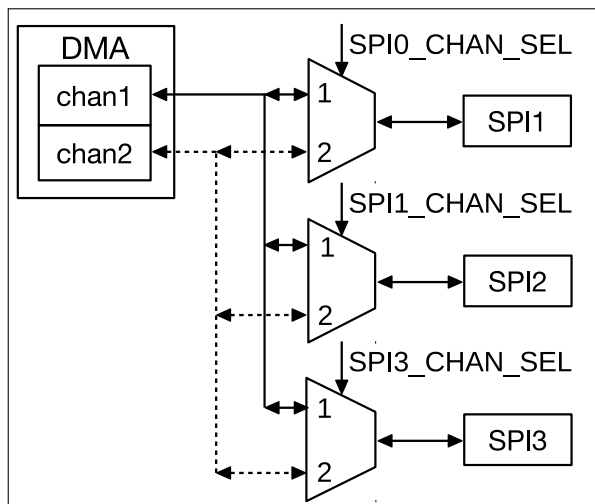 DMA
chan1
chan2
SPI0_CHAN_SEL
1
2
SPI1
SPI1_CHAN_SEL
1
2
SPI2
SPI3_CHAN_SEL
1
2
SPI3